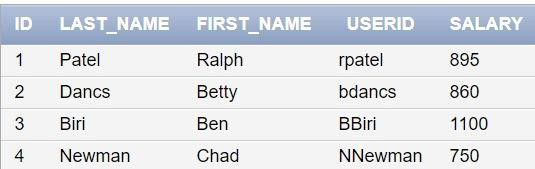 ID LAST_NAME FIRST_NAME USERID SALARY
1 Patel Ralph rpatel 895
2 Dancs Betty bdancs 860
3 Biri Ben BBiri 1100
4 Newman Chad NNewman 750